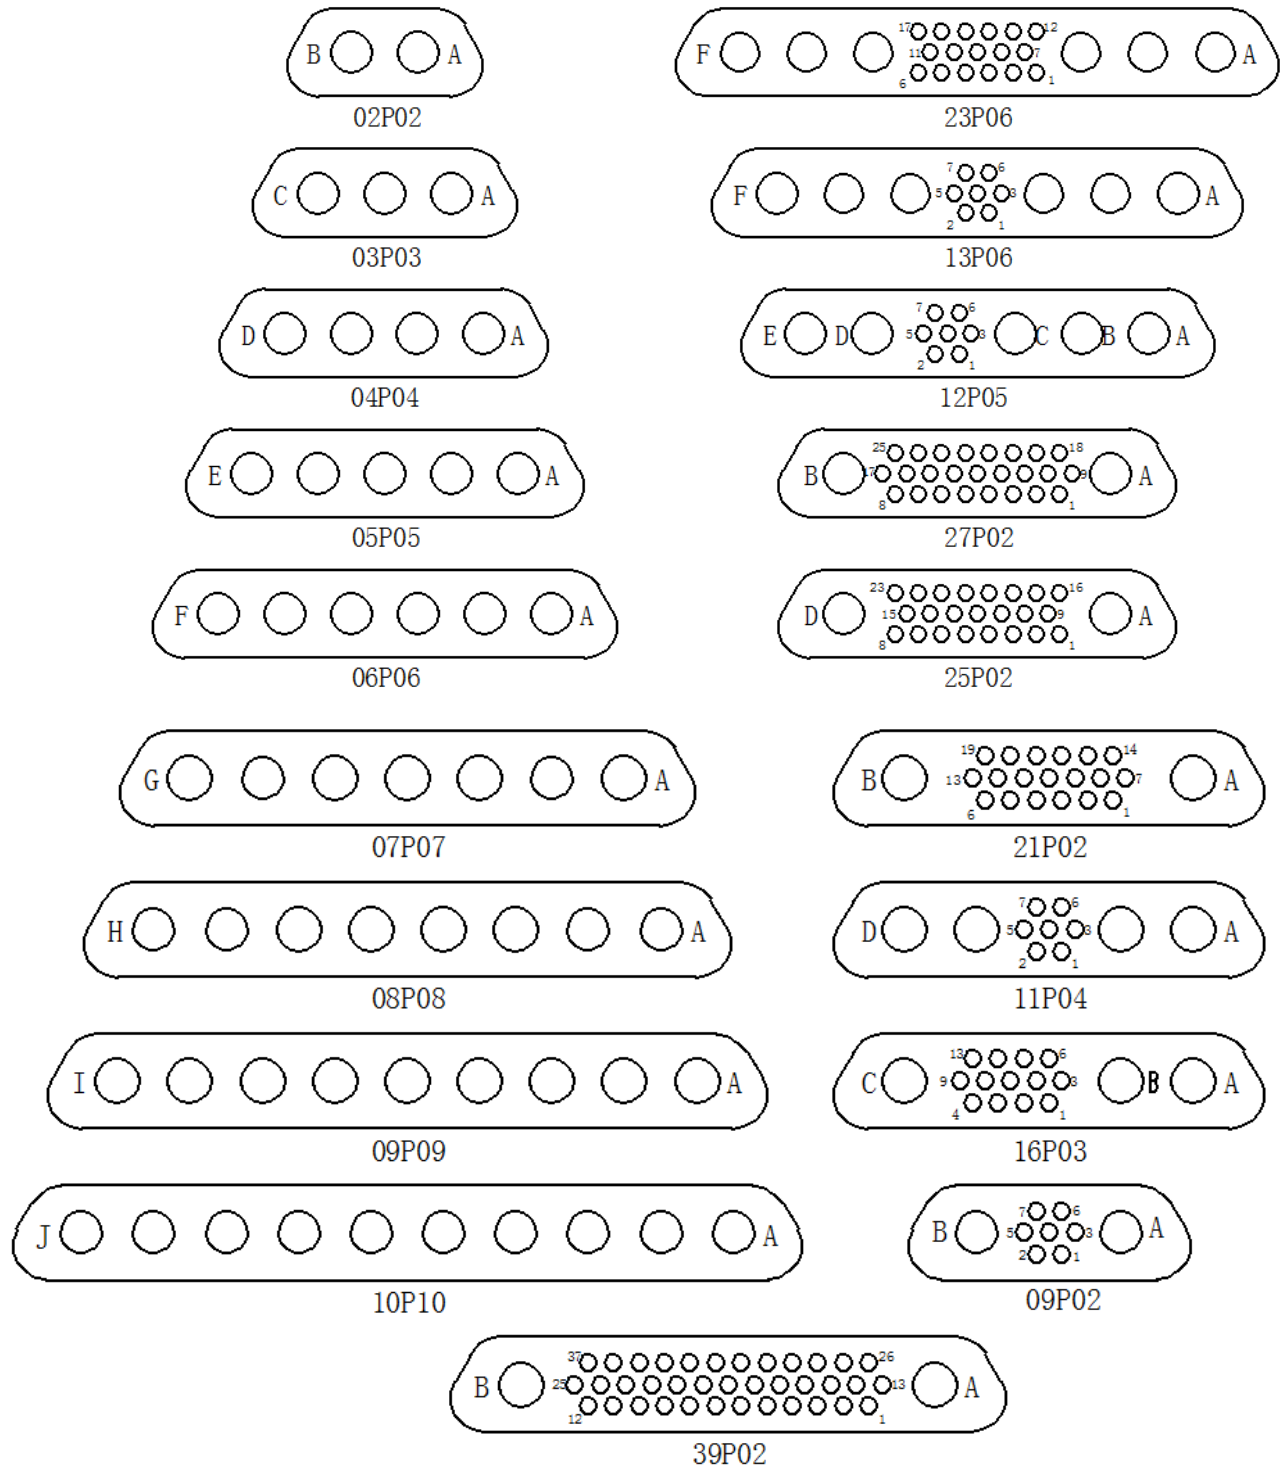 B A
02P02
F 17 12 11 7 6 1 A
23P06
C A
03P03
F 7 6 5 3 2 1 A
13P06
D A
04P04
E D 7 6 5 3 2 1 C B A
12P05
E A
05P05
B 25 18 17 9 8 1 A
27P02
F A
06P06
D 23 16 15 9 8 1 A
25P02
G A
07P07
B 19 14 13 7 6 1 A
21P02
H A
08P08
D 7 6 5 3 2 1 A
11P04
I A
09P09
C 13 6 9 3 4 1 B A
16P03
J A
10P10
B 7 6 5 3 2 1 A
09P02
B 37 26 25 13 12 1 A
39P02